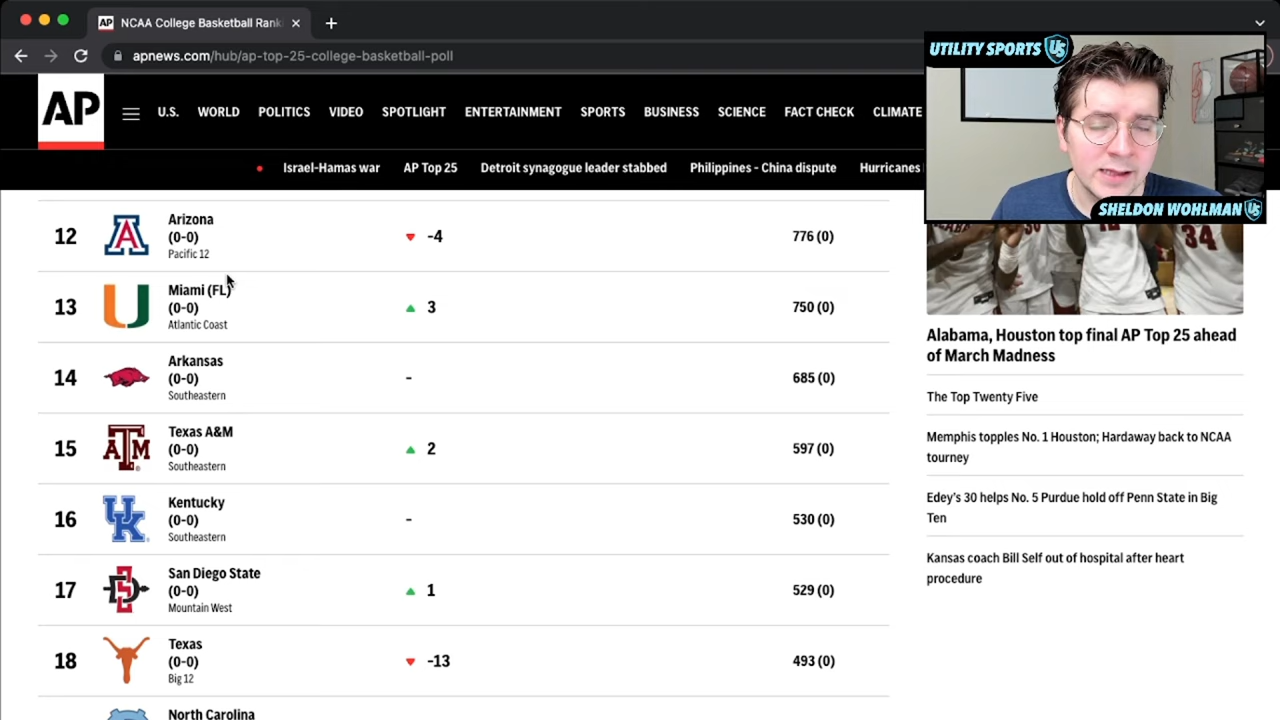 NCAA College Basketball Rank
apnews.com/hub/ap-top-25-college-basketball-poll
UTILITY SPORTS US
AP
U.S. WORLD POLITICS VIDEO SPOTLIGHT ENTERTAINMENT SPORTS BUSINESS SCIENCE FACT CHECK CLIMATE
Israel-Hamas war AP Top 25 Detroit synagogue leader stabbed Philippines - China dispute Hurricanes
SHELDON WOHLMAN US
12 Arizona
(0-0) -4 776 (0)
Pacific 12
13 Miami (FL)
(0-0) 3 750 (0)
Atlantic Coast
14 Arkansas
(0-0) - 685 (0)
Southeastern
15 ATM Texas A&M
(0-0) 2 597 (0)
Southeastern
16 UK Kentucky
(0-0) - 530 (0)
Southeastern
17 SD San Diego State
(0-0) 1 529 (0)
Mountain West
18 Texas
(0-0) -13 493 (0)
Big 12
North Carolina
34
Alabama, Houston top final AP Top 25 ahead
of March Madness
The Top Twenty Five
Memphis topples No. 1 Houston; Hardaway back to NCAA
tourney
Edey's 30 helps No. 5 Purdue hold off Penn State in Big
Ten
Kansas coach Bill Self out of hospital after heart
procedure